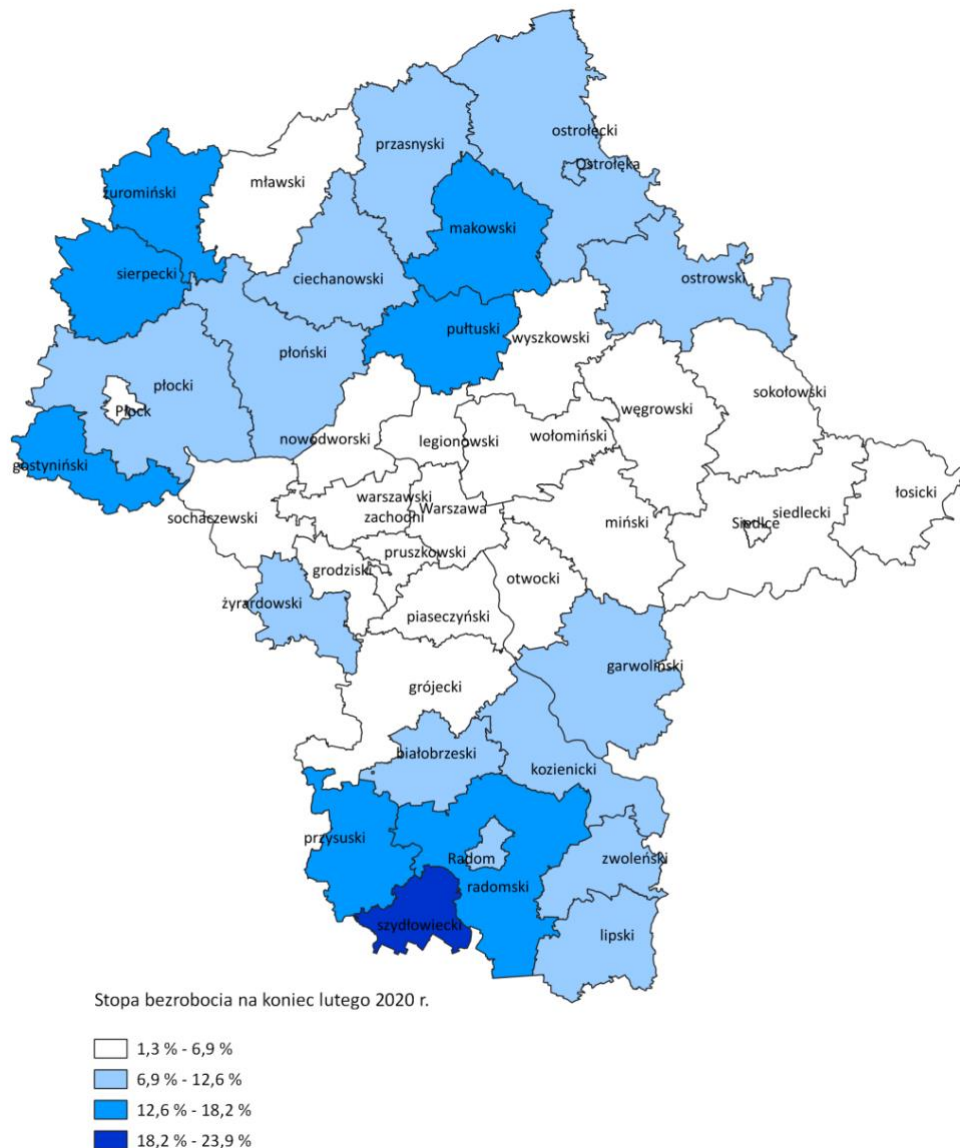 ostrołęcki
przasnyski
Ostrołęka
mławski
żuromiński
makowski
sierpecki
ciechanowski
ostrowski
pułtuski
wyszkowski
płoński
płocki
Płock
sokołowski
węgrowski
nowodworski
legionowski
wołomiński
gostyniński
łosicki
warszawski
zachodni
Warszawa
sochaczewski
miński
Siedlce
siedlecki
pruszkowski
grodziski
otwocki
żyrardowski
piaseczyński
garwoliński
grójecki
białobrzeski
kozienicki
przysuski
Radom
zwoleński
radomski
szydłowiecki
lipski
Stopa bezrobocia na koniec lutego 2020 r.
1,3 % - 6,9 %
6,9 % - 12,6 %
12,6 % - 18,2 %
18,2 % - 23,9 %